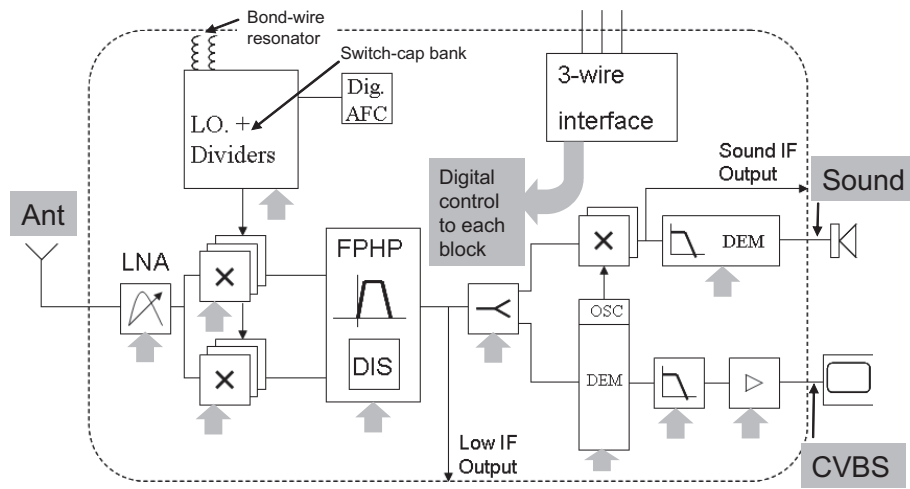 Bond-wire
resonator
Switch-cap bank
Dig.
AFC
LO. +
Dividers
3-wire
interface
Digital
control
to each
block
Sound IF
Output
Sound
Ant
LNA
FPHP
DIS
OSC
DEM
DEM
Low IF
Output
CVBS